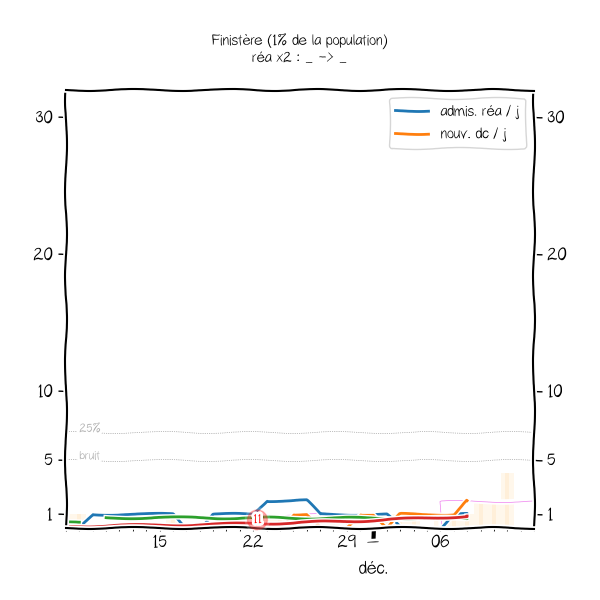 Finistère (1% de la population)
réa x2 : _ -> _
admis. réa / j
nouv. dc / j
30
30
20
20
10
10
25%
5
bruit
5
1
11
1
15
22
29
06
déc.